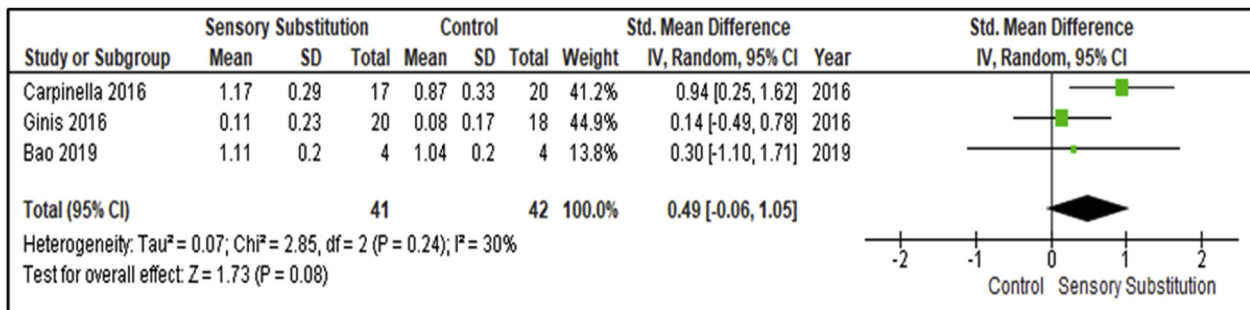 Sensory Substitution Control Std. Mean Difference Std. Mean Difference
Study or Subgroup Mean SD Total Mean SD Total Weight IV, Random, 95% CI Year IV, Random, 95% CI
Carpinella 2016 1.17 0.29 17 0.87 0.33 20 41.2% 0.94 [0.25, 1.62] 2016
Ginis 2016 0.11 0.23 20 0.08 0.17 18 44.9% 0.14 [-0.49, 0.78] 2016
Bao 2019 1.11 0.2 4 1.04 0.2 4 13.8% 0.30 [-1.10, 1.71] 2019
Total (95% CI) 41 42 100.0% 0.49 [-0.06, 1.05]
Heterogeneity: Tau² = 0.07; Chi² = 2.85, df = 2 (P = 0.24); I² = 30%
Test for overall effect: Z = 1.73 (P = 0.08)
-2 -1 0 1 2
Control Sensory Substitution